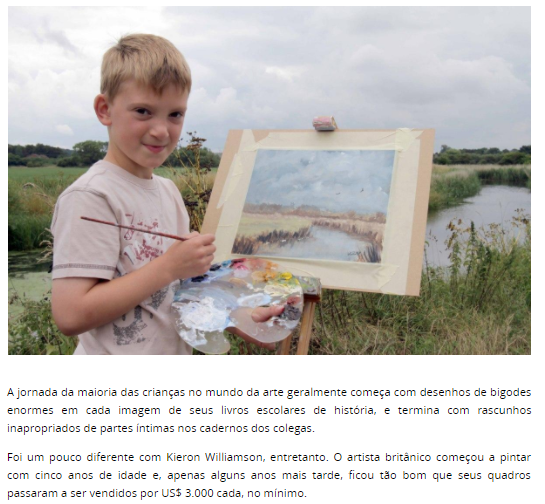 A jornada da maioria das crianças no mundo da arte geralmente começa com desenhos de bigodes
enormes em cada imagem de seus livros escolares de história, e termina com rascunhos
inapropriados de partes íntimas nos cadernos dos colegas.
Foi um pouco diferente com Kieron Williamson, entretanto. O artista britânico começou a pintar
com cinco anos de idade e, apenas alguns anos mais tarde, ficou tão bom que seus quadros
passaram a ser vendidos por US$ 3.000 cada, no mínimo.